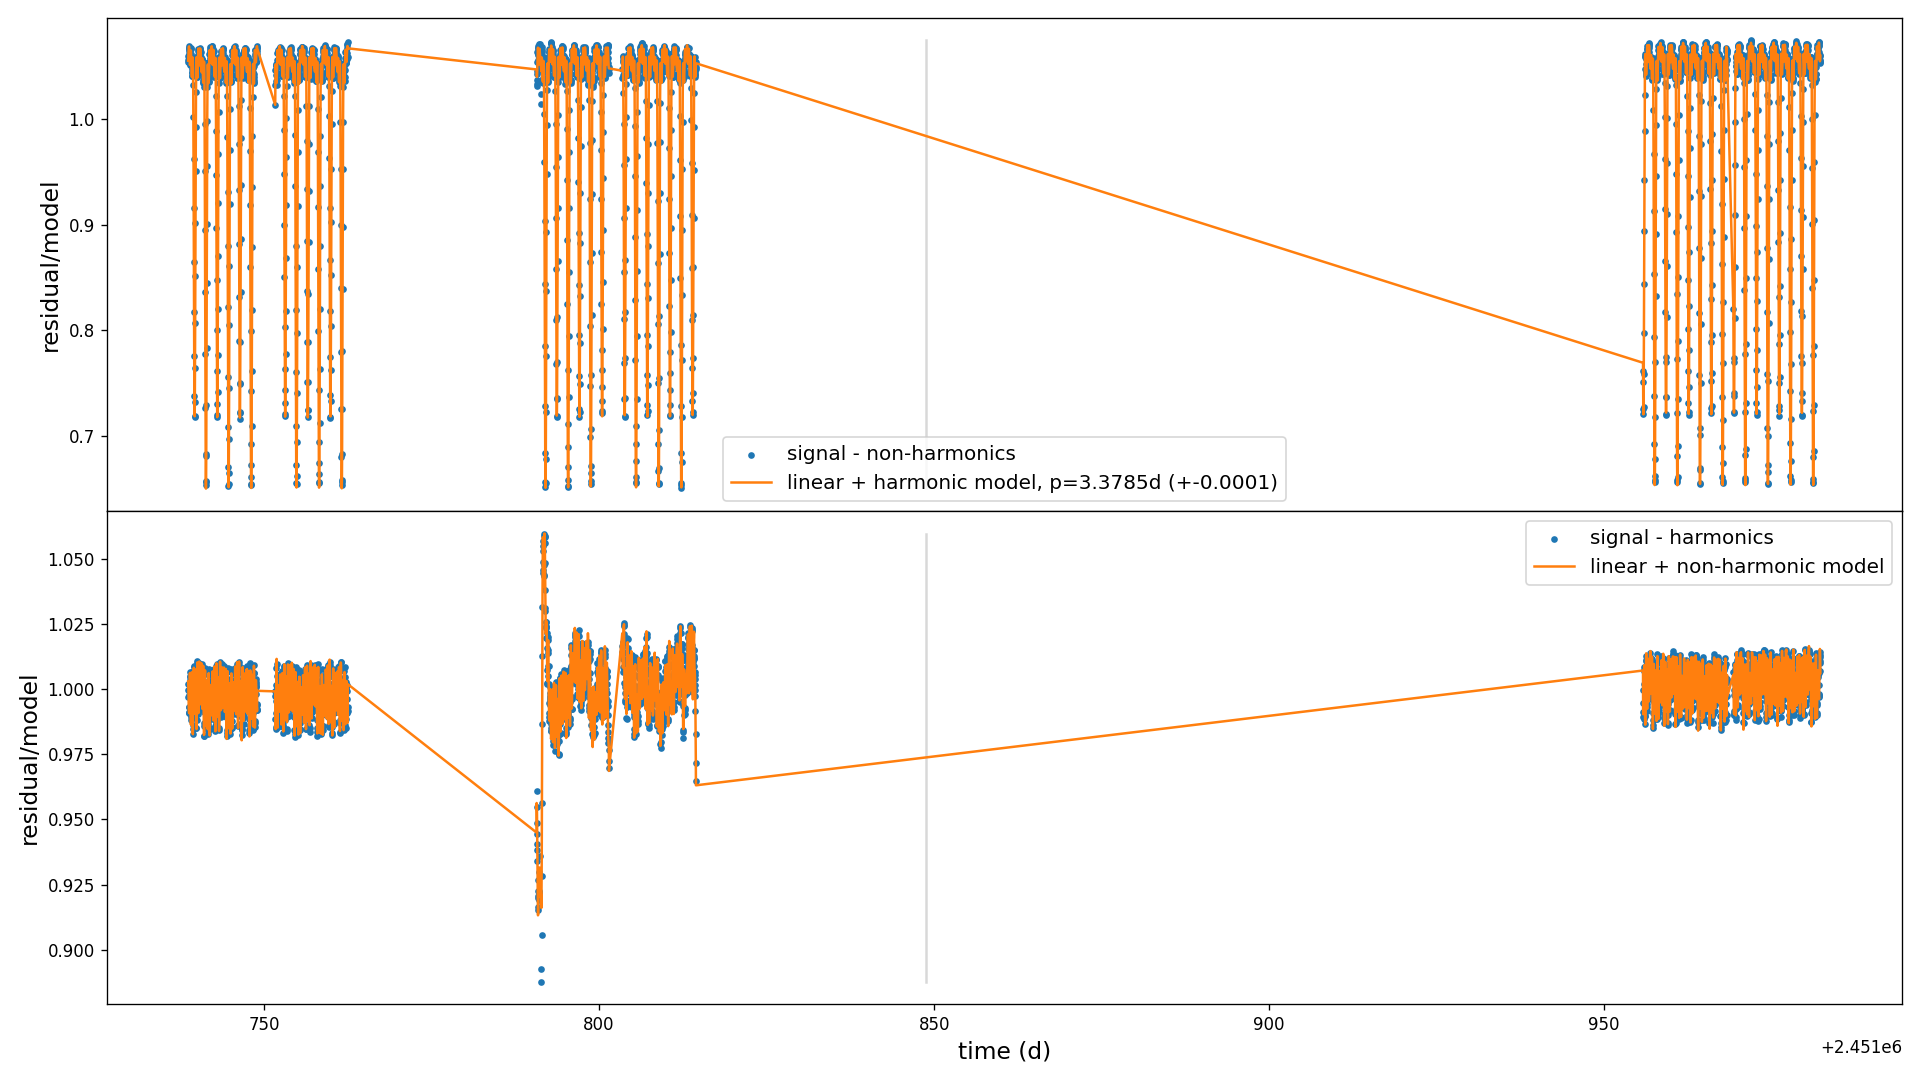 1.0
0.9
0.8
0.7
residual/model
signal - non-harmonics
linear + harmonic model, p=3.3785d (+-0.0001)
1.050
1.025
1.000
0.975
0.950
0.925
0.900
residual/model
signal - harmonics
linear + non-harmonic model
750
800
850
900
950
time (d)
+2.451e6